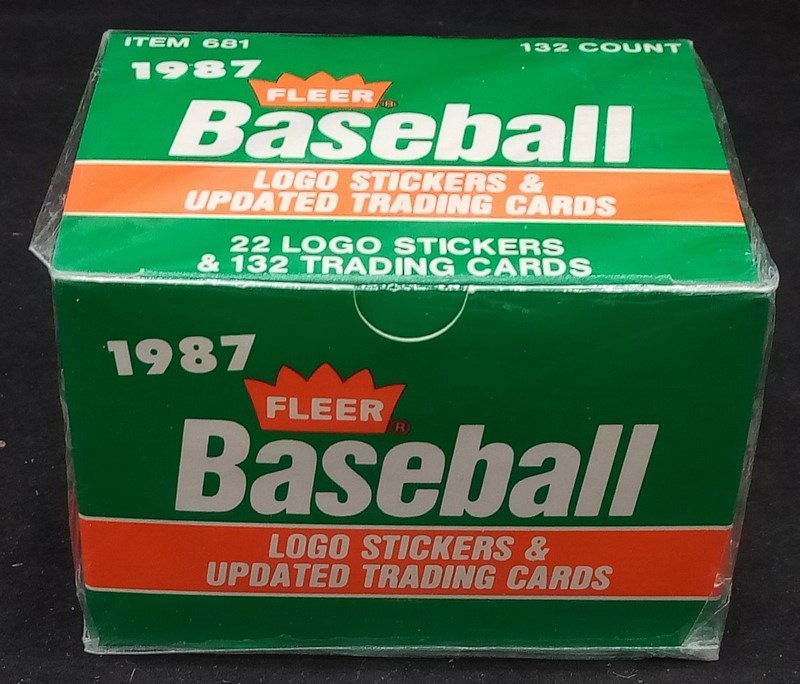 ITEM 681 132 COUNT
1987
FLEER ®
Baseball
LOGO STICKERS &
UPDATED TRADING CARDS
22 LOGO STICKERS
& 132 TRADING CARDS
1987
FLEER ®
Baseball
LOGO STICKERS &
UPDATED TRADING CARDS